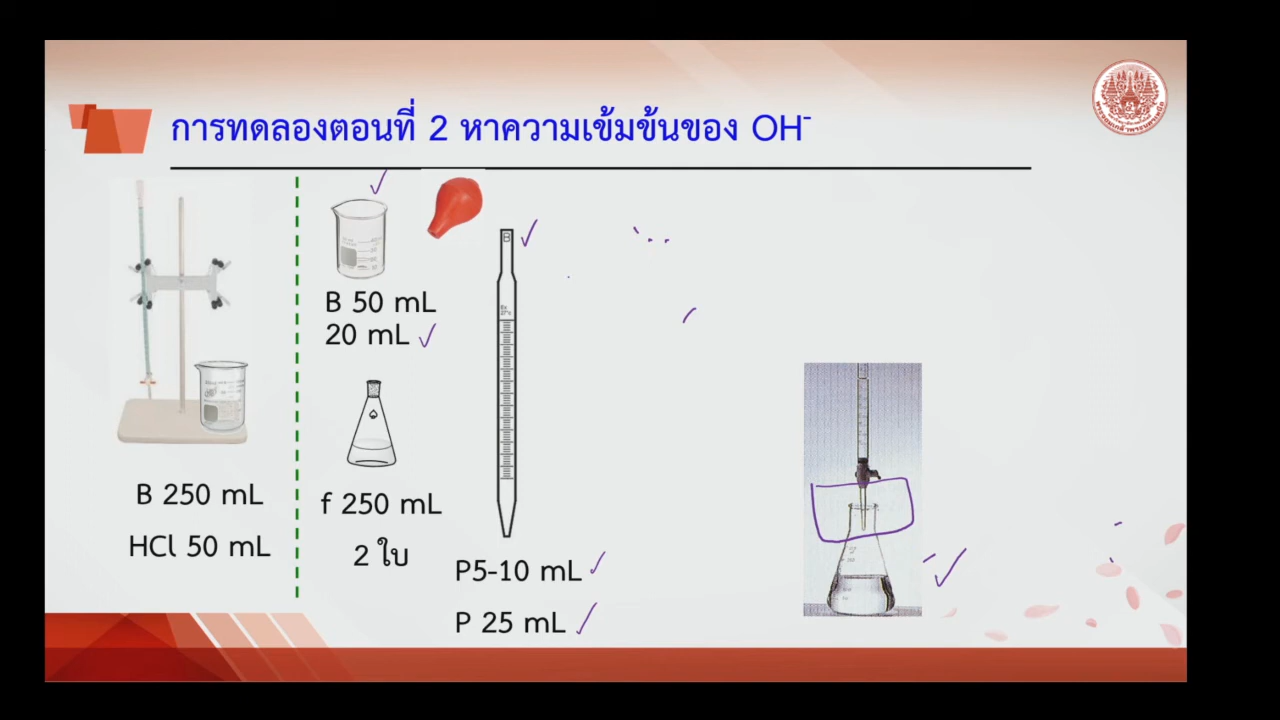 การทดลองตอนที่ 2 หาความเข้มข้นของ OH-
B 250 mL
HCl 50 mL
B 50 mL
20 mL
f 250 mL
2 ใบ
B
P5-10 mL
P 25 mL